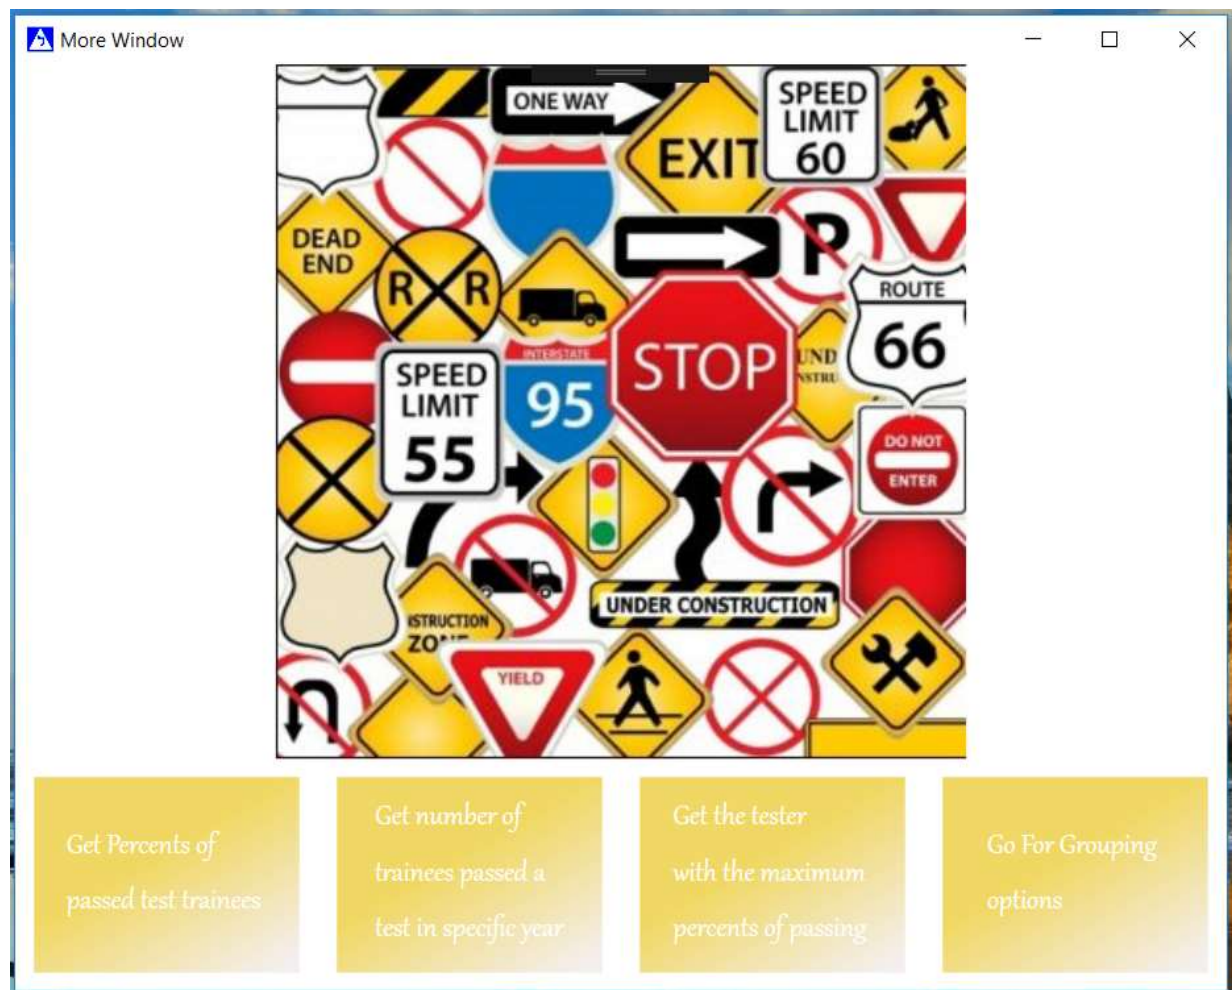 More Window
ONE WAY
SPEED
LIMIT
60
EXIT
DEAD
END
P
R R
ROUTE
66
INTERSTATE
95
STOP
SPEED
LIMIT
55
DO NOT
ENTER
UNDER CONSTRUCTION
YIELD
Get Percents of
passed test trainees
Get number of
trainees passed a
test in specific year
Get the tester
with the maximum
percents of passing
Go For Grouping
options